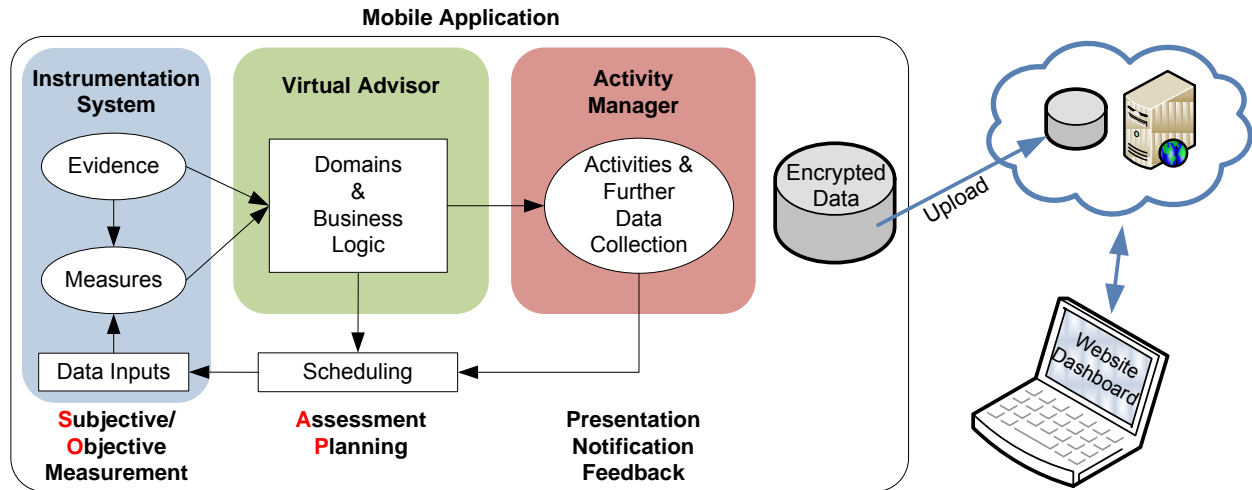 Mobile Application
Instrumentation
System
Evidence
Measures
Data Inputs
Subjective/
Objective
Measurement
Virtual Advisor
Domains
&
Business
Logic
Scheduling
Assessment
Planning
Activity
Manager
Activities &
Further
Data
Collection
Presentation
Notification
Feedback
Encrypted
Data
Upload
Website
Dashboard